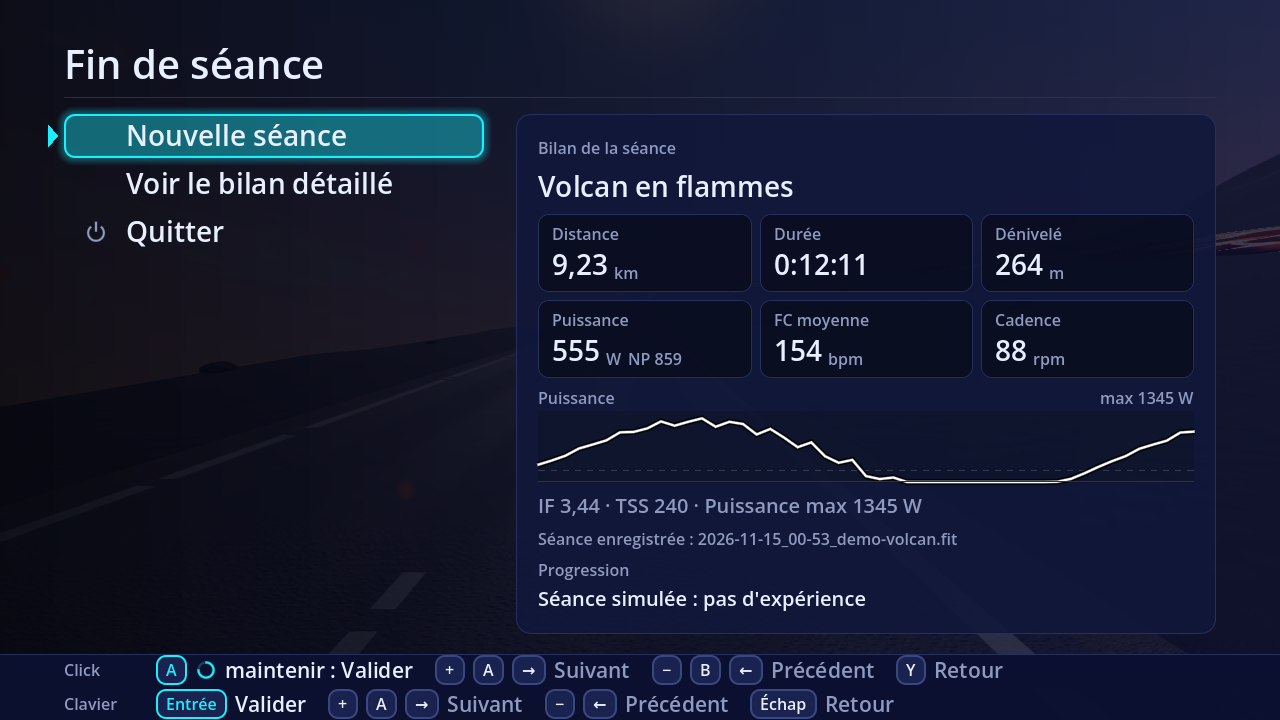 Fin de séance
Nouvelle séance
Voir le bilan détaillé
Quitter
Bilan de la séance
Volcan en flammes
Distance
9,23 km
Durée
0:12:11
Dénivelé
264 m
Puissance
555 W NP 859
FC moyenne
154 bpm
Cadence
88 rpm
Puissance max 1345 W
IF 3,44 · TSS 240 · Puissance max 1345 W
Séance enregistrée : 2026-11-15_00-53_demo-volcan.fit
Progression
Séance simulée : pas d'expérience
Click A maintenir : Valider + A → Suivant − B ← Précédent Y Retour
Clavier Entrée Valider + A → Suivant − ← Précédent Échap Retour